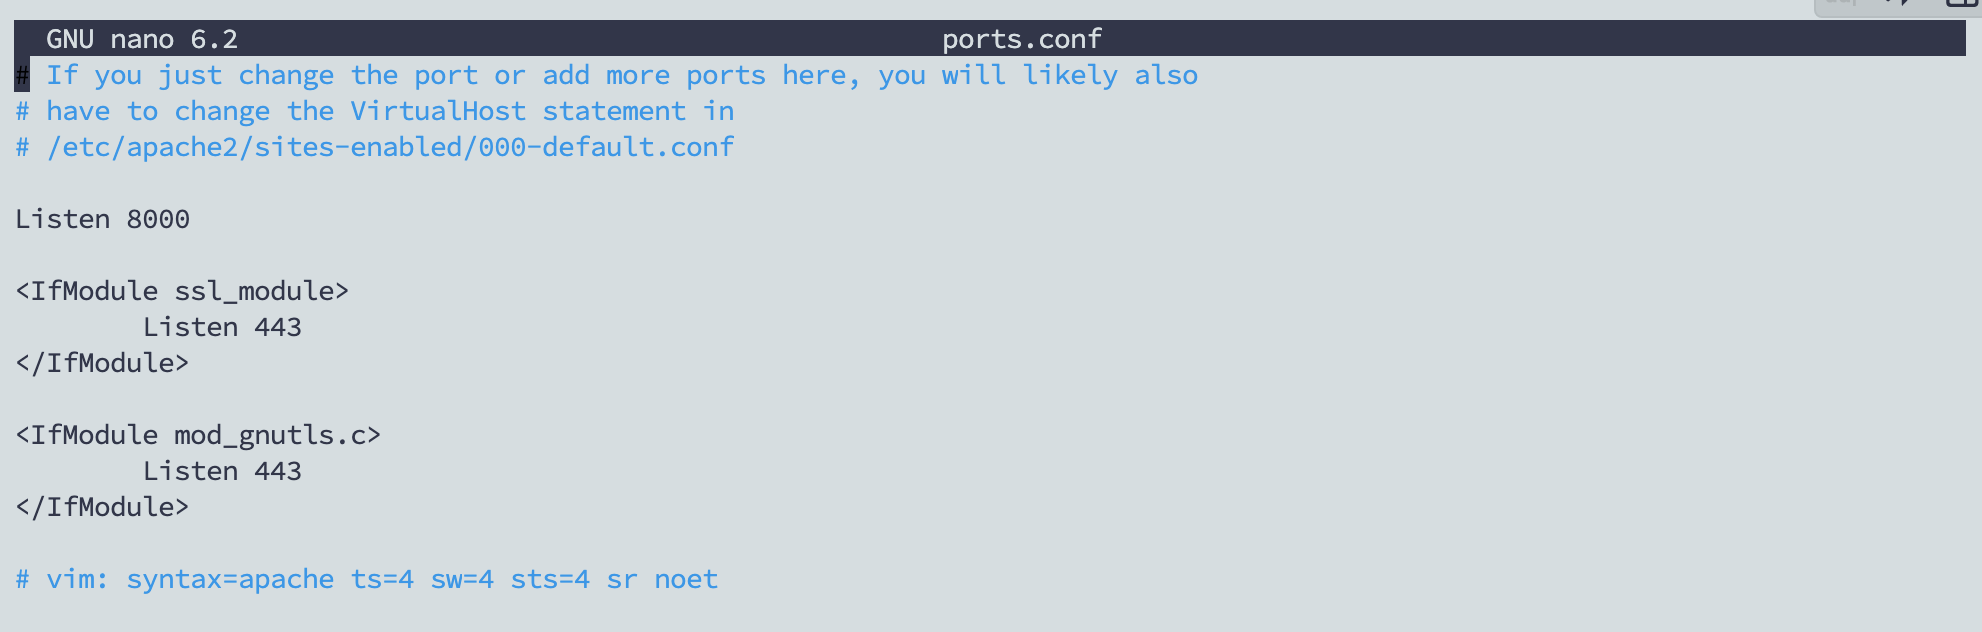 GNU nano 6.2 ports.conf
# If you just change the port or add more ports here, you will likely also
# have to change the VirtualHost statement in
# /etc/apache2/sites-enabled/000-default.conf
Listen 8000
<IfModule ssl_module>
Listen 443
</IfModule>
<IfModule mod_gnutls.c>
Listen 443
</IfModule>
# vim: syntax=apache ts=4 sw=4 sts=4 sr noet